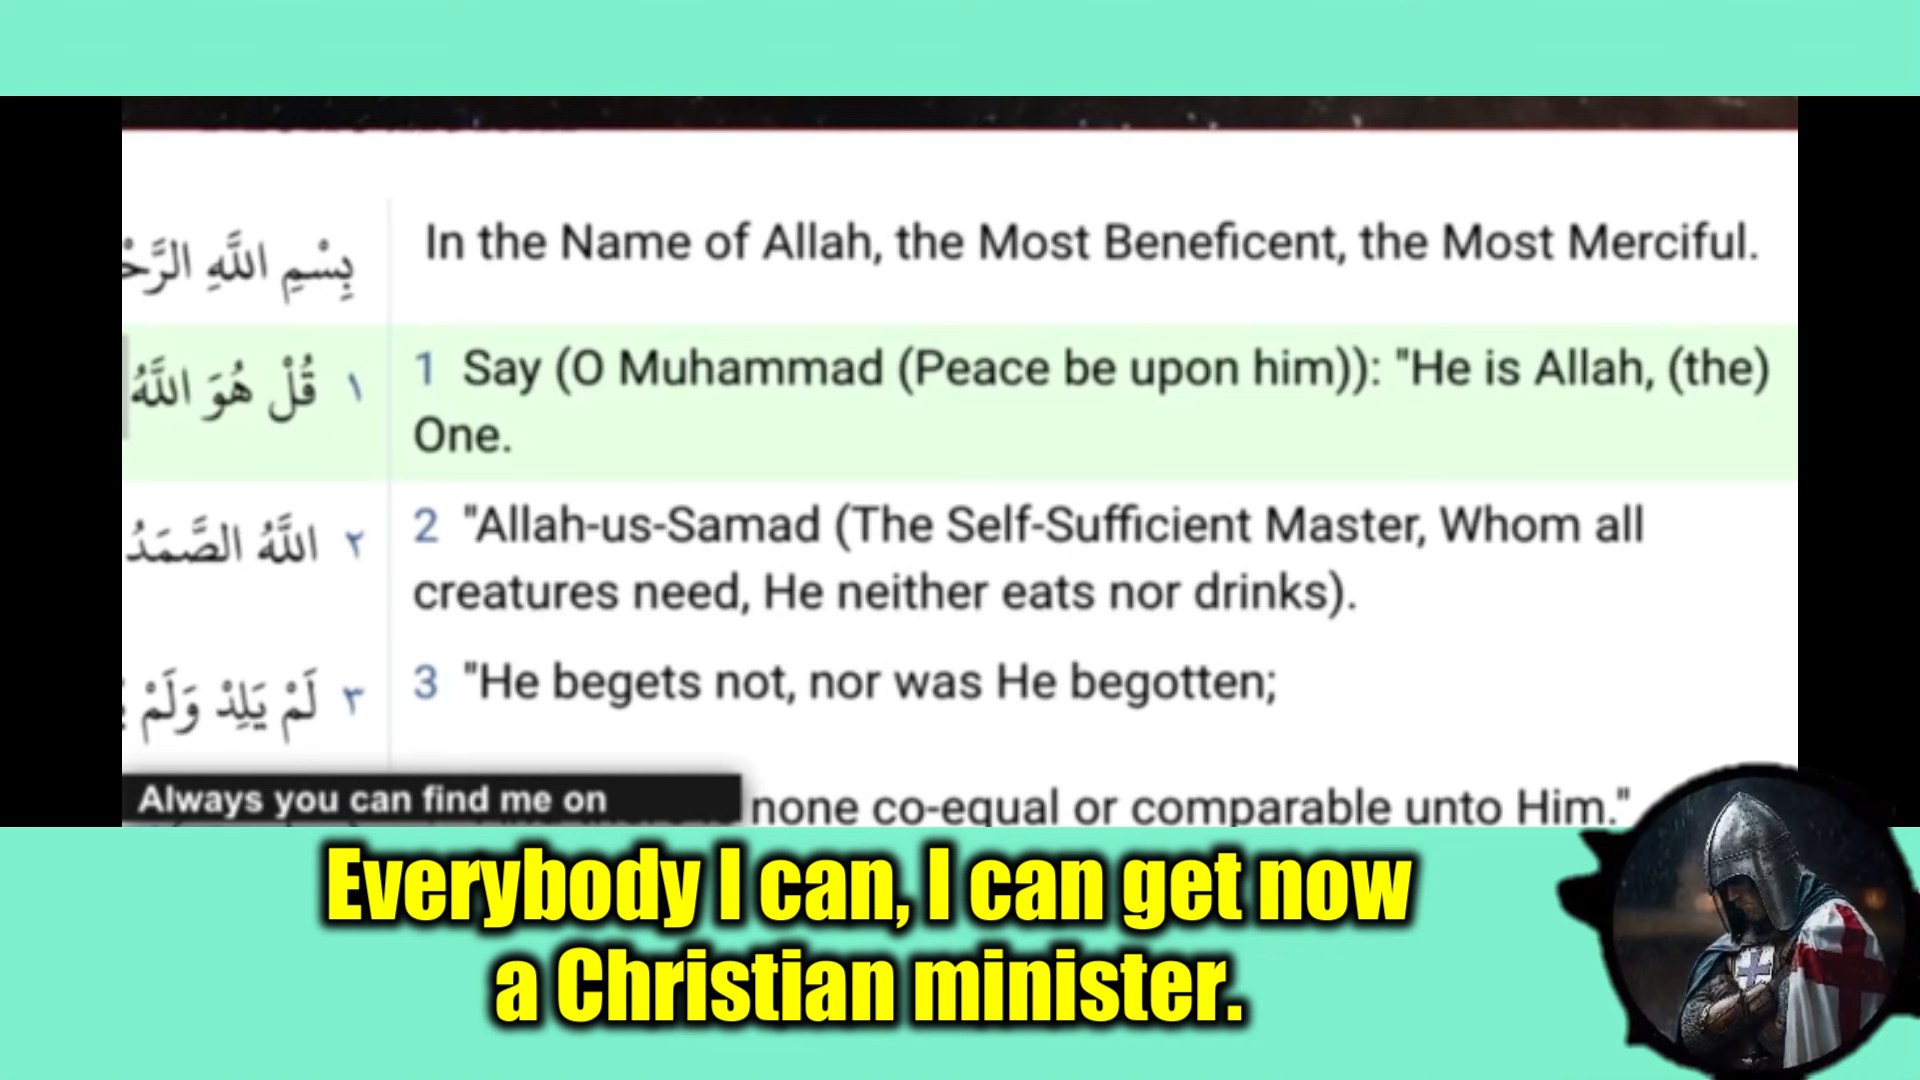 بِسْمِ اللَّهِ
In the Name of Allah, the Most Beneficent, the Most Merciful.
١ قُلْ هُوَ اللَّهُ
1 Say (O Muhammad (Peace be upon him)): "He is Allah, (the)
One.
٢ اللَّهُ الصَّمَدُ
2 "Allah-us-Samad (The Self-Sufficient Master, Whom all
creatures need, He neither eats nor drinks).
٣ لَمْ يَلِدْ وَلَمْ
3 "He begets not, nor was He begotten;
none co-equal or comparable unto Him."
Always you can find me on
Everybody I can, I can get now
a Christian minister.